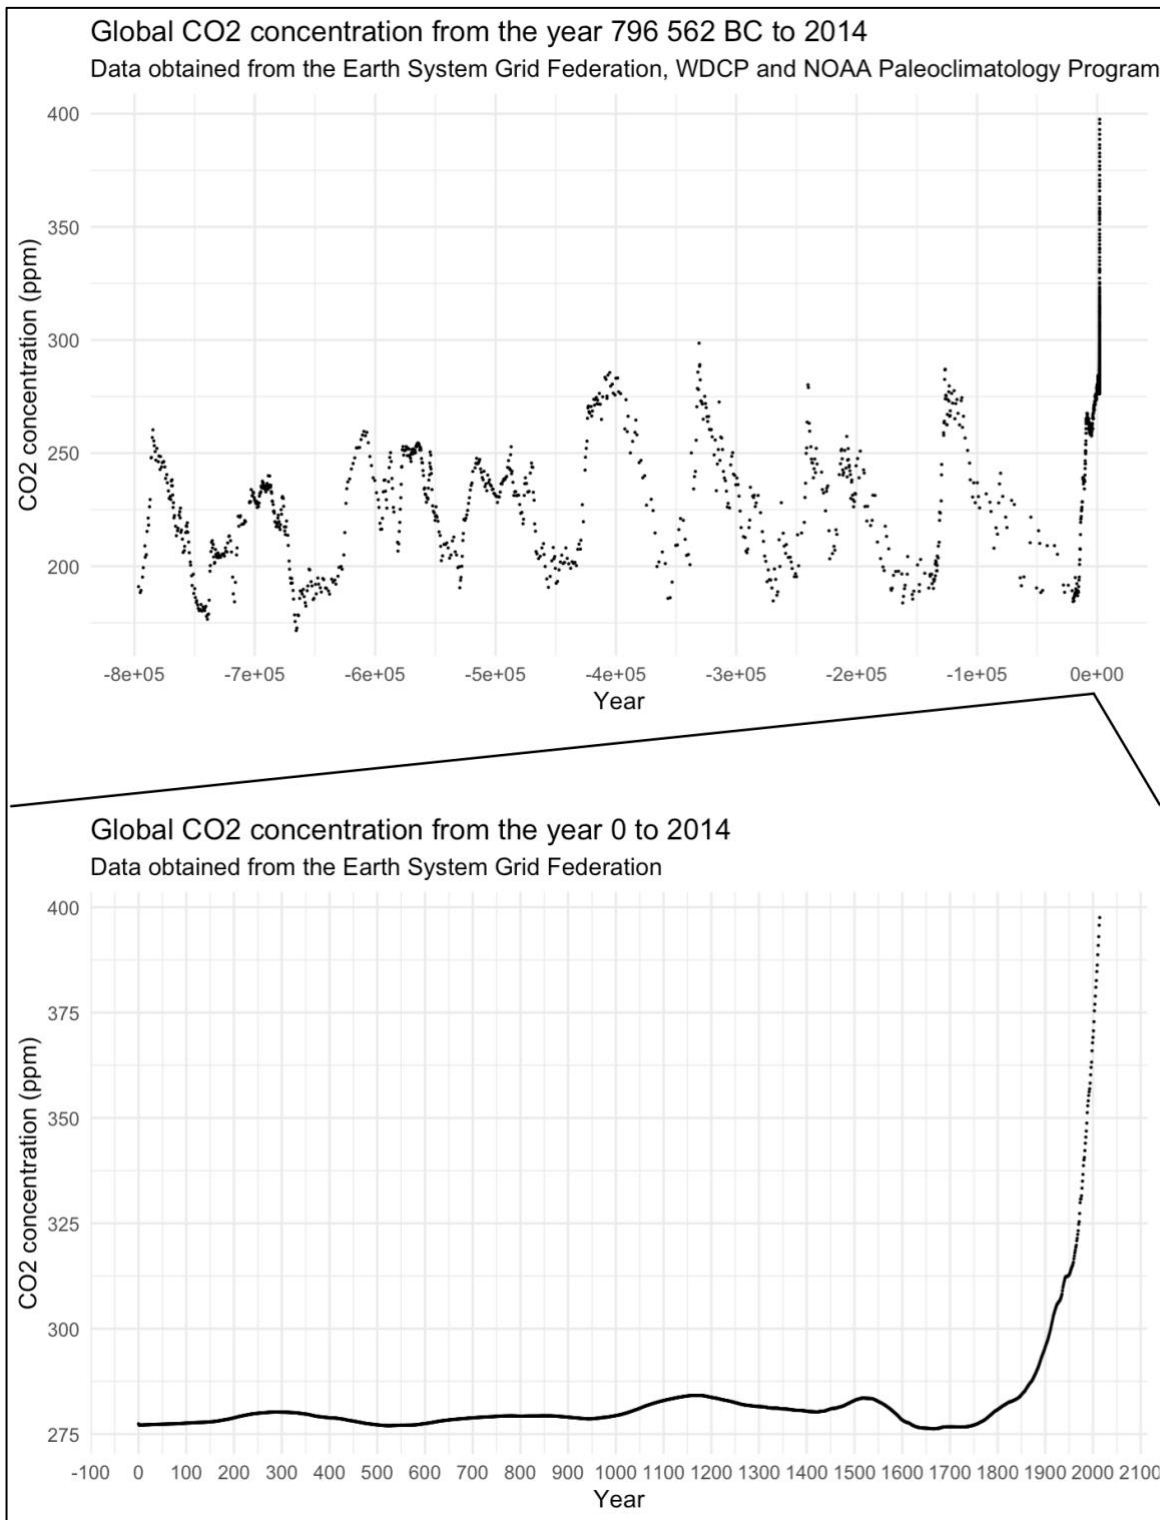 Global CO2 concentration from the year 796 562 BC to 2014
Data obtained from the Earth System Grid Federation, WDCP and NOAA Paleoclimatology Program
CO2 concentration (ppm)
400
350
300
250
200
-8e+05 -7e+05 -6e+05 -5e+05 -4e+05 -3e+05 -2e+05 -1e+05 0e+00
Year
Global CO2 concentration from the year 0 to 2014
Data obtained from the Earth System Grid Federation
CO2 concentration (ppm)
400
375
350
325
300
275
-100 0 100 200 300 400 500 600 700 800 900 1000 1100 1200 1300 1400 1500 1600 1700 1800 1900 2000 2100
Year